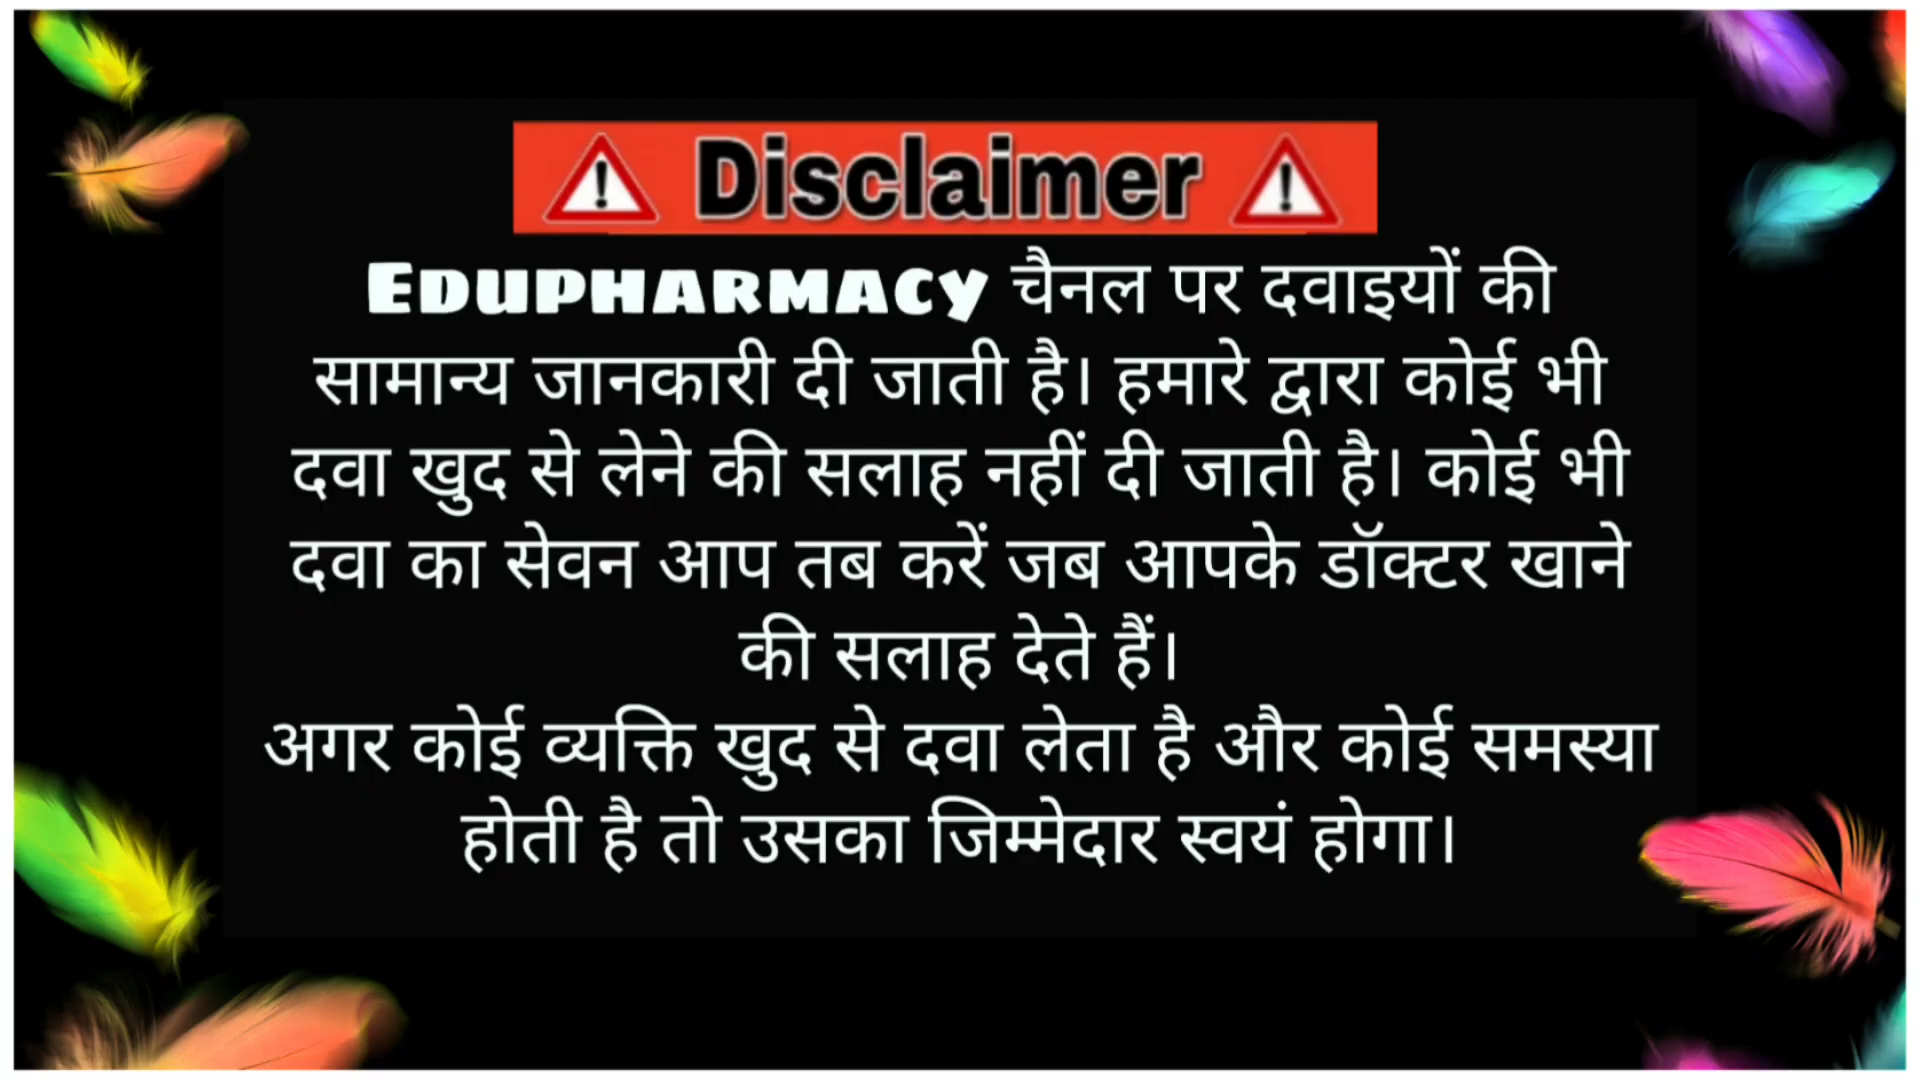 Disclaimer
EDUPHARMACY चैनल पर दवाइयों की
सामान्य जानकारी दी जाती है। हमारे द्वारा कोई भी
दवा खुद से लेने की सलाह नहीं दी जाती है। कोई भी
दवा का सेवन आप तब करें जब आपके डॉक्टर खाने
की सलाह देते हैं।
अगर कोई व्यक्ति खुद से दवा लेता है और कोई समस्या
होती है तो उसका जिम्मेदार स्वयं होगा।